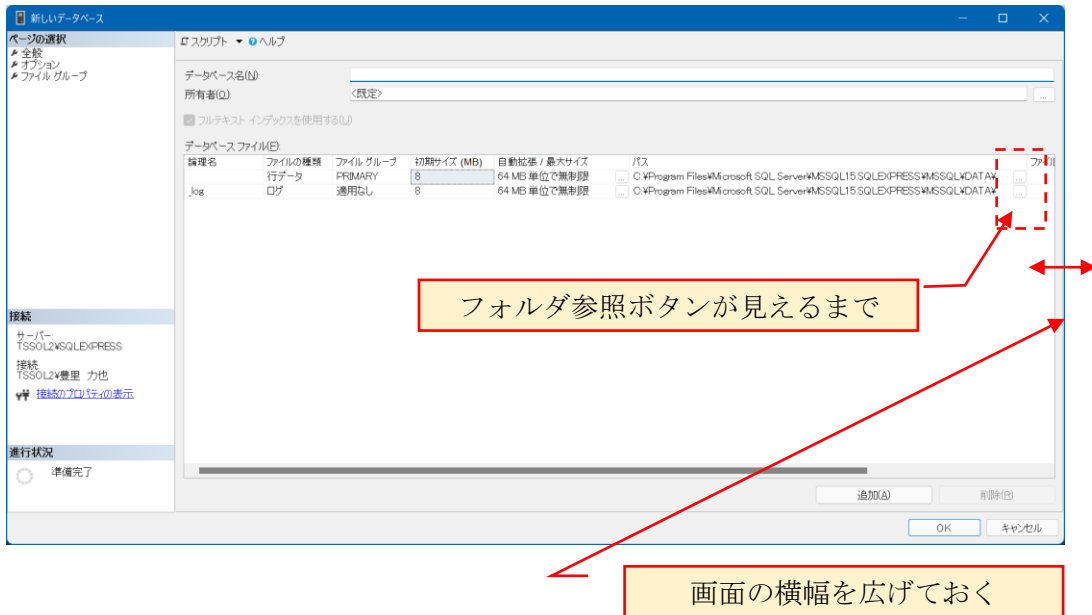 新しいデータベース
ページの選択
全般
オプション
ファイル グループ
スクリプト ヘルプ
データベース名(N):
所有者(O): <既定> ...
フルテキスト インデックスを使用する(U)
データベース ファイル(F):
論理名 ファイルの種類 ファイル グループ 初期サイズ (MB) 自動拡張 / 最大サイズ パス ファイル
行データ PRIMARY 8 64 MB 単位で無制限 ... C:¥Program Files¥Microsoft SQL Server¥MSSQL15.SQLEXPRESS¥MSSQL¥DATA¥ ...
_log ログ 適用なし 8 64 MB 単位で無制限 ... C:¥Program Files¥Microsoft SQL Server¥MSSQL15.SQLEXPRESS¥MSSQL¥DATA¥ ...
フォルダ参照ボタンが見えるまで
接続
サーバー:
TSSOL2¥SQLEXPRESS
接続:
TSSOL2¥豊里 力也
接続のプロパティの表示
進行状況
準備完了
追加(A) 削除(R)
OK キャンセル
画面の横幅を広げておく